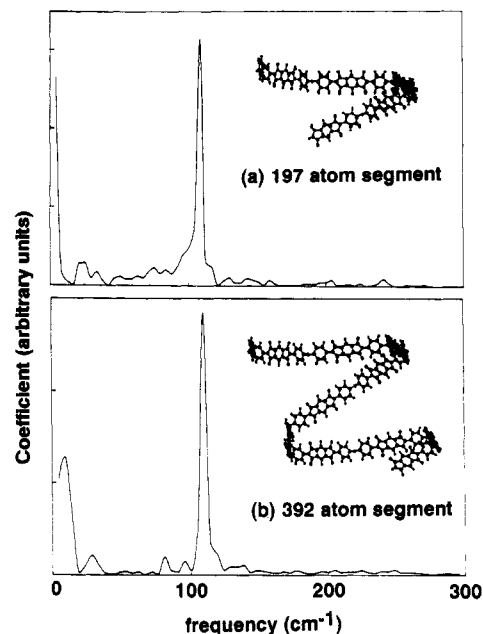 (a) 197 atom segment
Coefficient (arbitrary units)
(b) 392 atom segment
0 100 200 300
frequency (cm⁻¹)